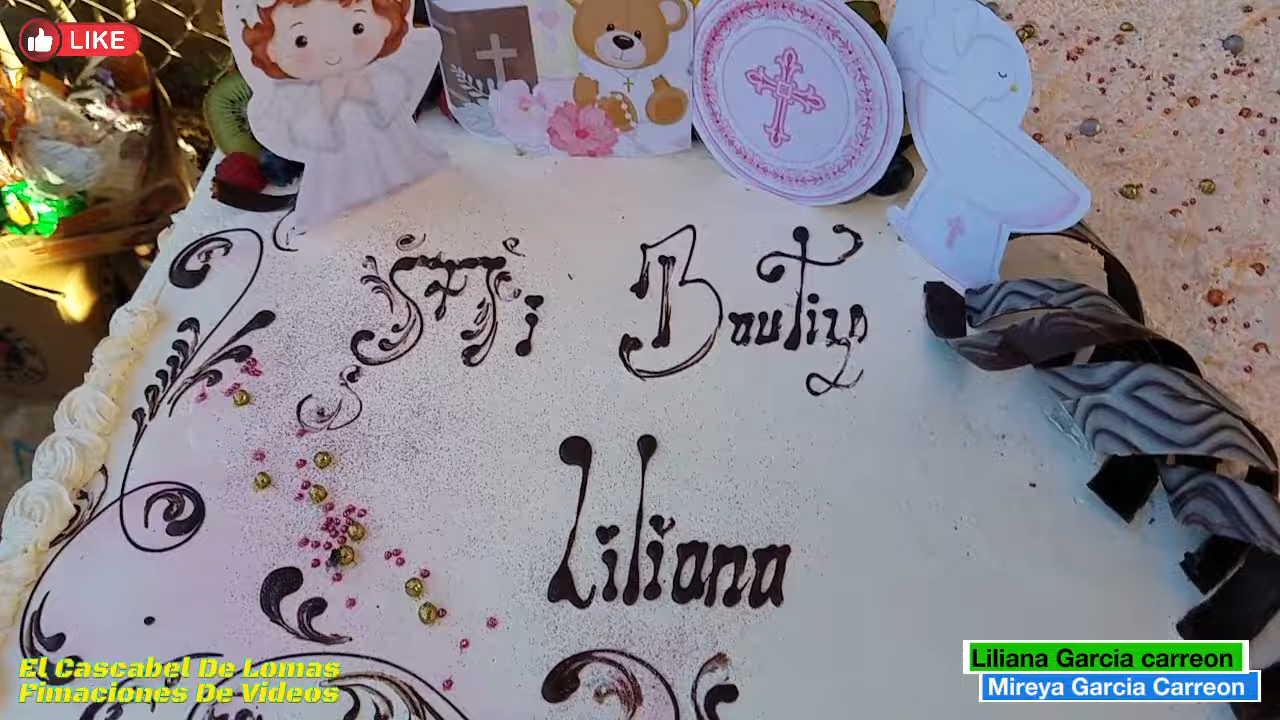 LIKE
Mi Bautizo
Liliana
El Cascabel De Lomas
Fimaciones De Videos
Liliana Garcia carreon
Mireya Garcia Carreon